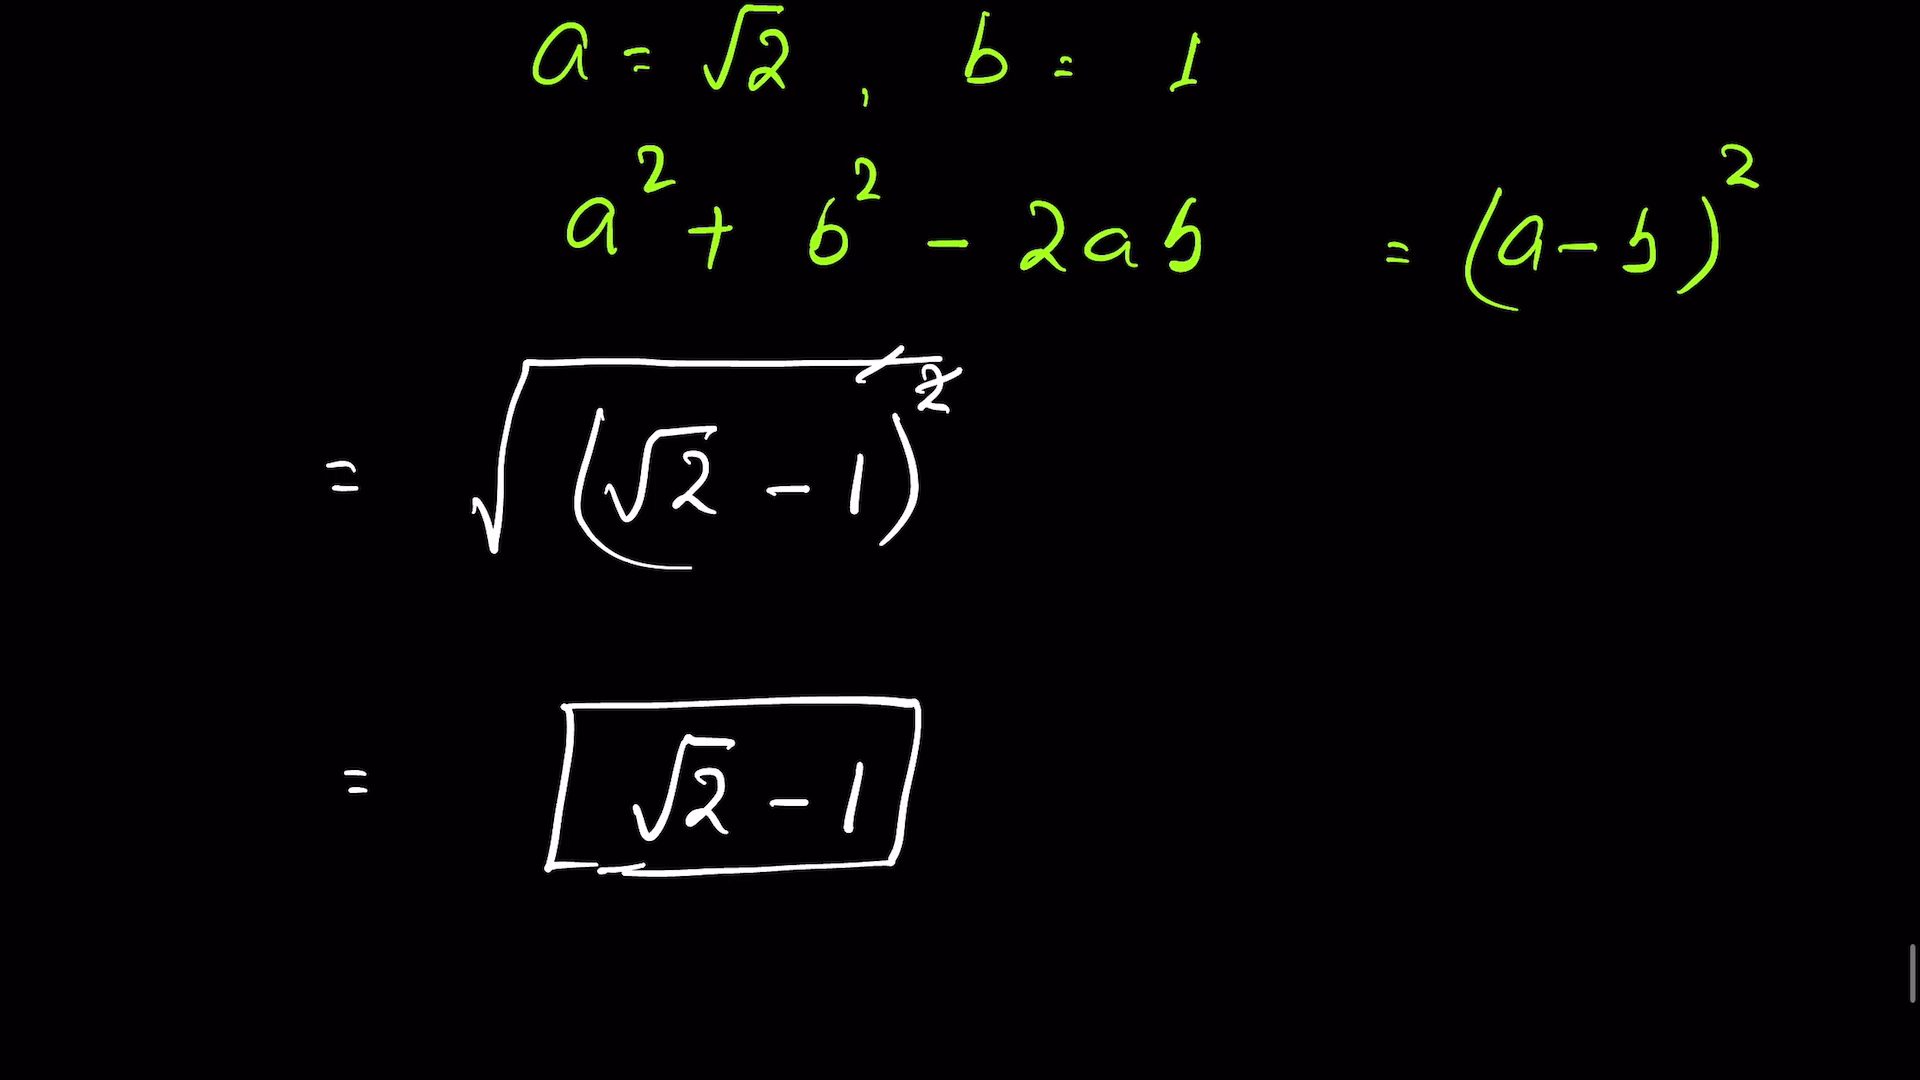 a = √2 , b = 1
a² + b² - 2ab = (a - b)²
= √(√2 - 1)²
= √2 - 1